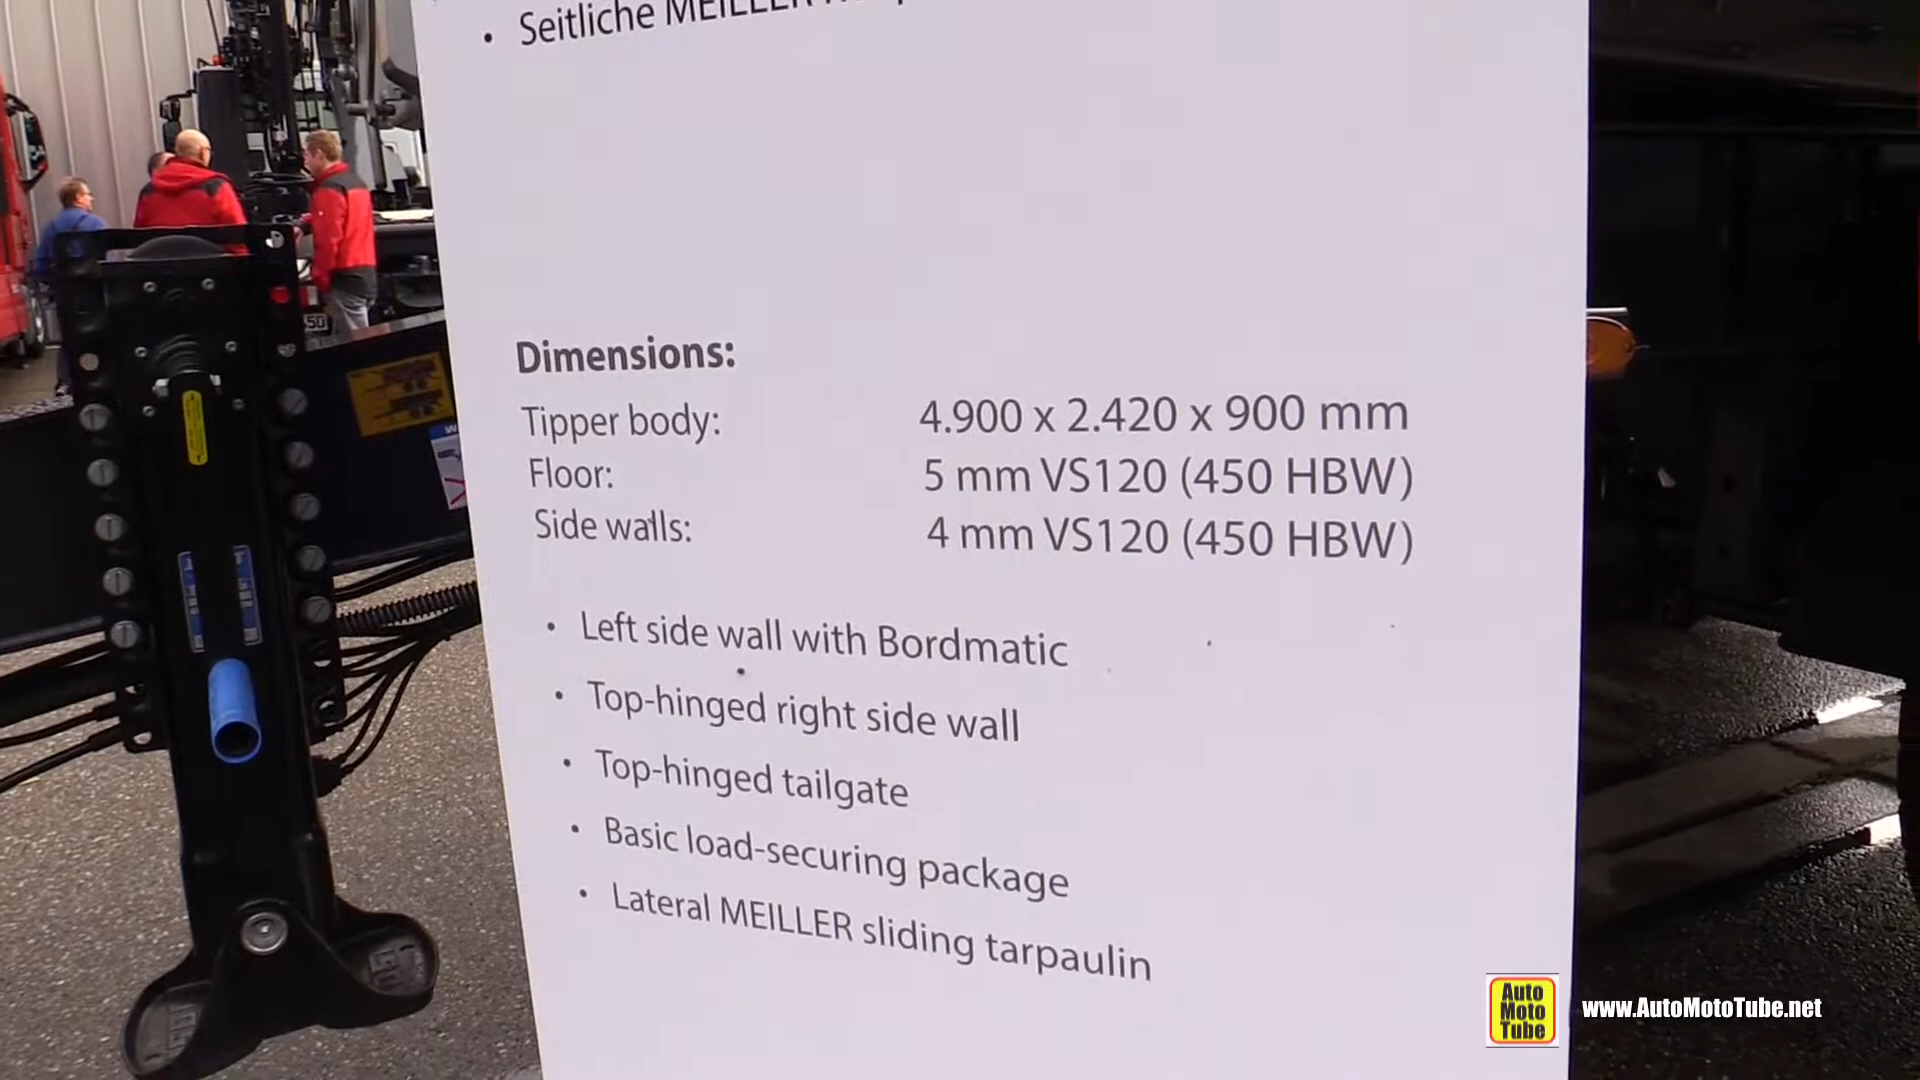 • Seitliche MEILLER
Dimensions:
Tipper body: 4.900 x 2.420 x 900 mm
Floor: 5 mm VS120 (450 HBW)
Side walls: 4 mm VS120 (450 HBW)
• Left side wall with Bordmatic
• Top-hinged right side wall
• Top-hinged tailgate
• Basic load-securing package
• Lateral MEILLER sliding tarpaulin
Auto
Moto
Tube
www.AutoMotoTube.net